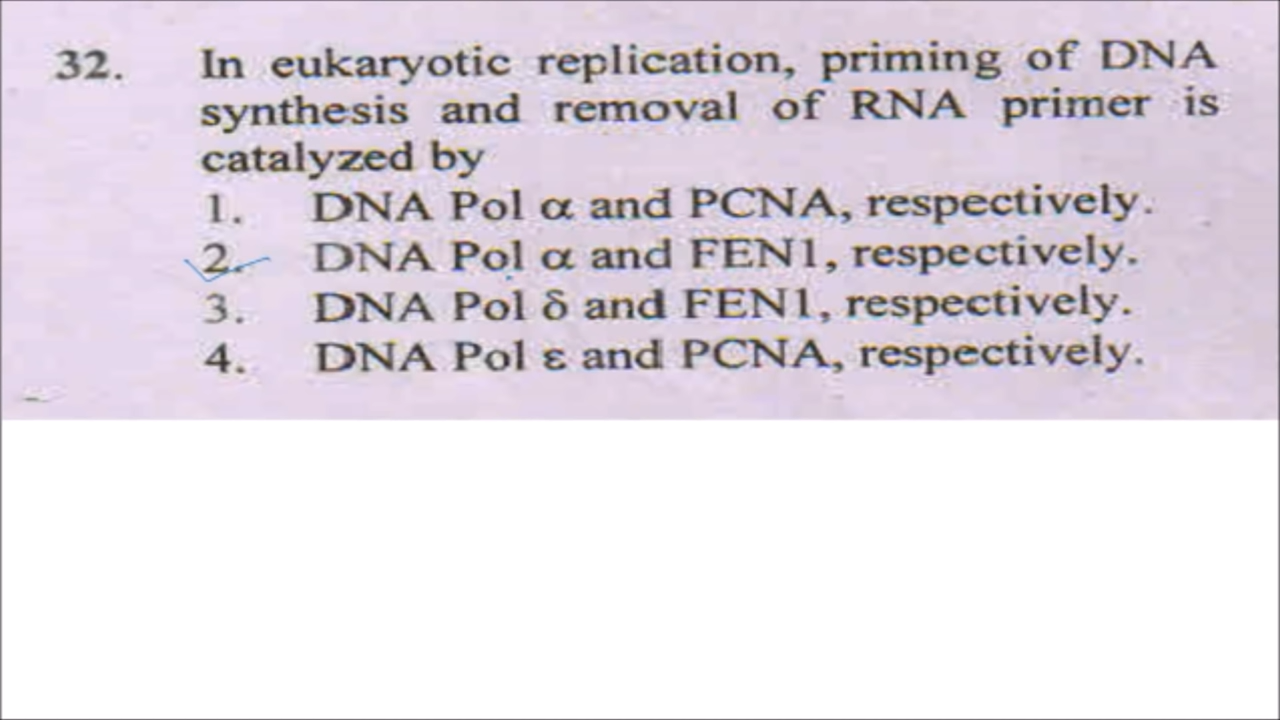 32. In eukaryotic replication, priming of DNA
synthesis and removal of RNA primer is
catalyzed by
1. DNA Pol α and PCNA, respectively.
2. DNA Pol α and FEN1, respectively.
3. DNA Pol δ and FEN1, respectively.
4. DNA Pol ε and PCNA, respectively.